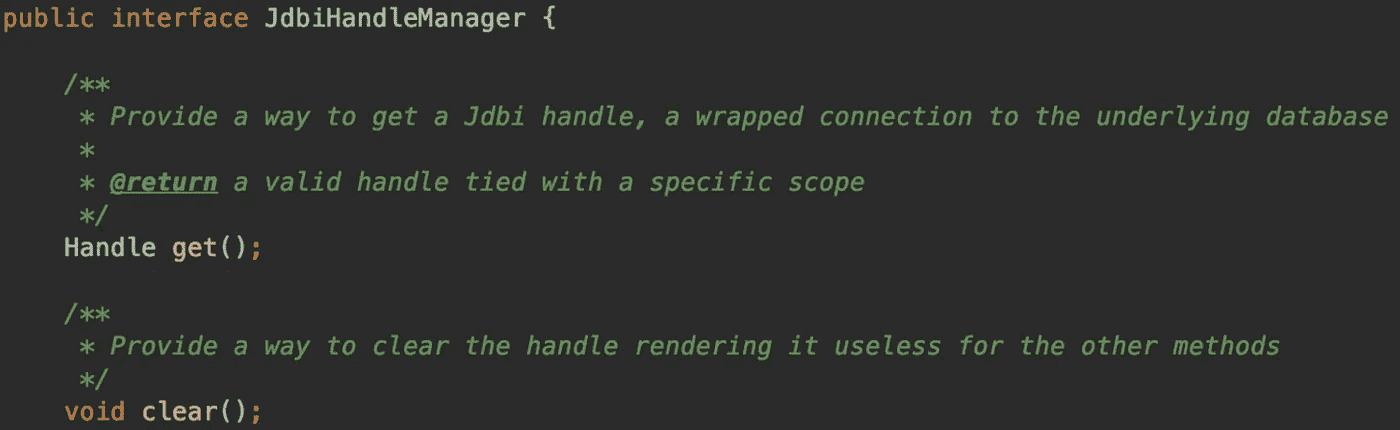 public interface JdbiHandleManager {
/**
* Provide a way to get a Jdbi handle, a wrapped connection to the underlying database
*
* @return a valid handle tied with a specific scope
*/
Handle get();
/**
* Provide a way to clear the handle rendering it useless for the other methods
*/
void clear();